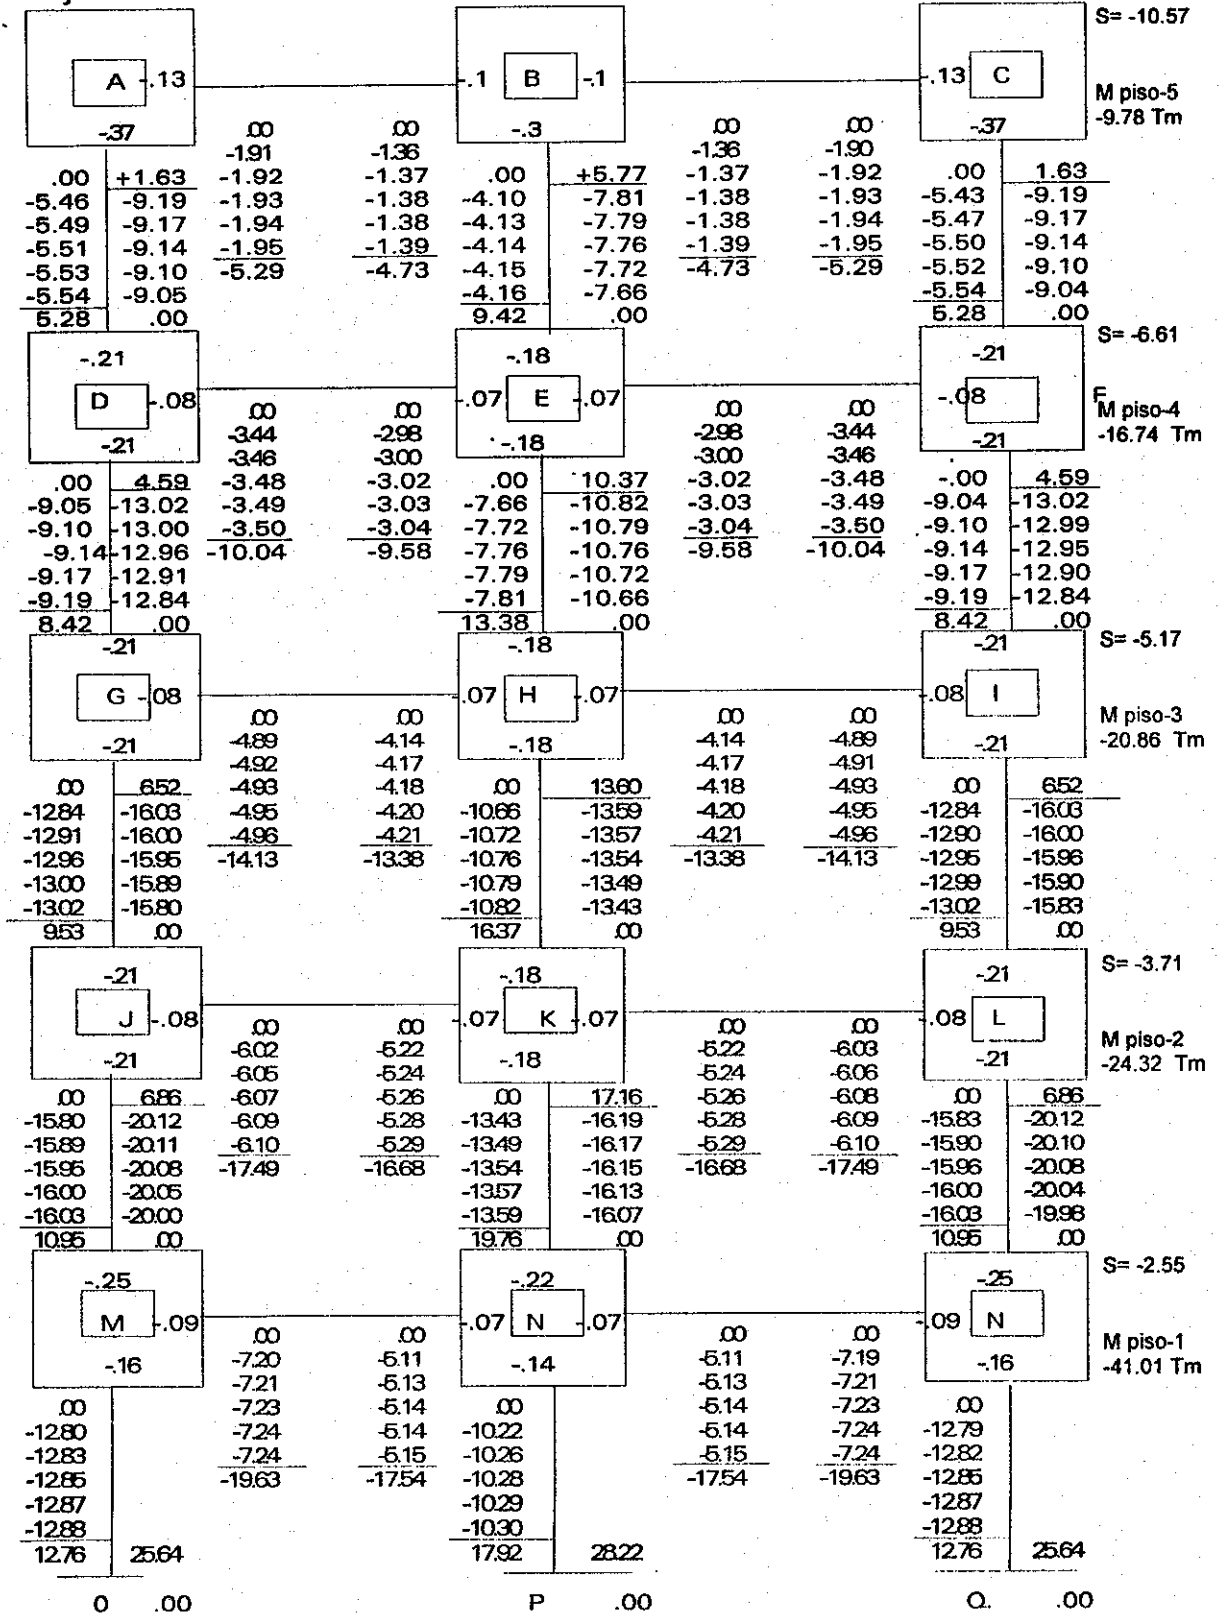 S= -10.57
A -.13 -.1 B -.1 -.13 C
M piso-5
-9.78 Tm
-.37 -.3 -.37
.00 .00 .00 .00
-1.91 -1.36 -1.36 -1.90
.00 +1.63 -1.92 -1.37 .00 +5.77 -1.37 -1.92 .00 1.63
-5.46 -9.19 -1.93 -1.38 -4.10 -7.81 -1.38 -1.93 -5.43 -9.19
-5.49 -9.17 -1.94 -1.38 -4.13 -7.79 -1.38 -1.94 -5.47 -9.17
-5.51 -9.14 -1.95 -1.39 -4.14 -7.76 -1.39 -1.95 -5.50 -9.14
-5.53 -9.10 -5.29 -4.73 -4.15 -7.72 -4.73 -5.29 -5.52 -9.10
-5.54 -9.05 -4.16 -7.66 -5.54 -9.04
5.28 .00 9.42 .00 5.28 .00
S= -6.61
-.21 -.18 -.21
D -.08 -.07 E -.07 -.08 F
M piso-4
-16.74 Tm
-.21 -.18 -.21
.00 .00 .00 .00
-3.44 -2.98 -2.98 -3.44
-3.46 -3.00 -3.00 -3.46
.00 4.59 -3.48 -3.02 .00 10.37 -3.02 -3.48 -.00 4.59
-9.05 -13.02 -3.49 -3.03 -7.66 -10.82 -3.03 -3.49 -9.04 -13.02
-9.10 -13.00 -3.50 -3.04 -7.72 -10.79 -3.04 -3.50 -9.10 -12.99
-9.14 -12.96 -10.04 -9.58 -7.76 -10.76 -9.58 -10.04 -9.14 -12.95
-9.17 -12.91 -7.79 -10.72 -9.17 -12.90
-9.19 -12.84 -7.81 -10.66 -9.19 -12.84
8.42 .00 13.38 .00 8.42 .00
S= -5.17
-.21 -.18 -.21
G -.08 -.07 H -.07 -.08 I
M piso-3
-20.86 Tm
-.21 -.18 -.21
.00 .00 .00 .00
-4.89 -4.14 -4.14 -4.89
-4.92 -4.17 -4.17 -4.91
.00 6.52 -4.93 -4.18 .00 13.60 -4.18 -4.93 .00 6.52
-12.84 -16.03 -4.95 -4.20 -10.66 -13.59 -4.20 -4.95 -12.84 -16.03
-12.91 -16.00 -4.96 -4.21 -10.72 -13.57 -4.21 -4.96 -12.90 -16.00
-12.96 -15.95 -14.13 -13.38 -10.76 -13.54 -13.38 -14.13 -12.95 -15.96
-13.00 -15.89 -10.79 -13.49 -12.99 -15.90
-13.02 -15.80 -10.82 -13.43 -13.02 -15.83
9.53 .00 16.37 .00 9.53 .00
S= -3.71
-.21 -.18 -.21
J -.08 -.07 K -.07 -.08 L
M piso-2
-24.32 Tm
-.21 -.18 -.21
.00 .00 .00 .00
-6.02 -5.22 -5.22 -6.03
-6.05 -5.24 -5.24 -6.06
.00 6.86 -6.07 -5.26 .00 17.16 -5.26 -6.08 .00 6.86
-15.80 -20.12 -6.09 -5.28 -13.43 -16.19 -5.28 -6.09 -15.83 -20.12
-15.89 -20.11 -6.10 -5.29 -13.49 -16.17 -5.29 -6.10 -15.90 -20.10
-15.95 -20.08 -17.49 -16.68 -13.54 -16.15 -16.68 -17.49 -15.96 -20.08
-16.00 -20.05 -13.57 -16.13 -16.00 -20.04
-16.03 -20.00 -13.59 -16.07 -16.03 -19.98
10.95 .00 19.76 .00 10.95 .00
S= -2.55
-.25 -.22 -.25
M -.09 -.07 N -.07 -.09 N
M piso-1
-41.01 Tm
-.16 -.14 -.16
.00 .00 .00 .00
-7.20 -5.11 -5.11 -7.19
-7.21 -5.13 -5.13 -7.21
.00 -7.23 -5.14 .00 -5.14 -7.23 .00
-12.80 -7.24 -5.14 -10.22 -5.14 -7.24 -12.79
-12.83 -7.24 -5.15 -10.26 -5.15 -7.24 -12.82
-12.85 -19.63 -17.54 -10.28 -17.54 -19.63 -12.85
-12.87 -10.29 -12.87
-12.88 -10.30 -12.88
12.76 25.64 17.92 28.22 12.76 25.64
0 .00 P .00 Q. .00